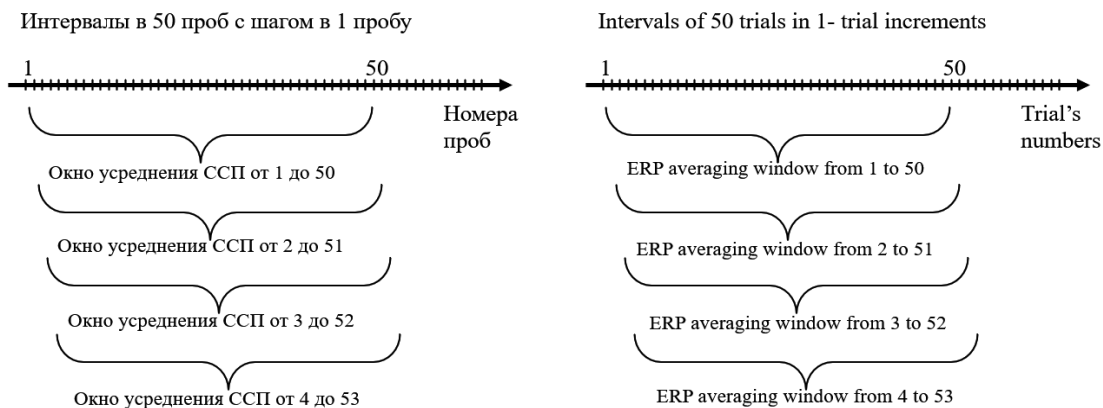 Интервалы в 50 проб с шагом в 1 пробу
1 50
Номера
проб
Окно усреднения ССП от 1 до 50
Окно усреднения ССП от 2 до 51
Окно усреднения ССП от 3 до 52
Окно усреднения ССП от 4 до 53
Intervals of 50 trials in 1- trial increments
1 50
Trial’s
numbers
ERP averaging window from 1 to 50
ERP averaging window from 2 to 51
ERP averaging window from 3 to 52
ERP averaging window from 4 to 53